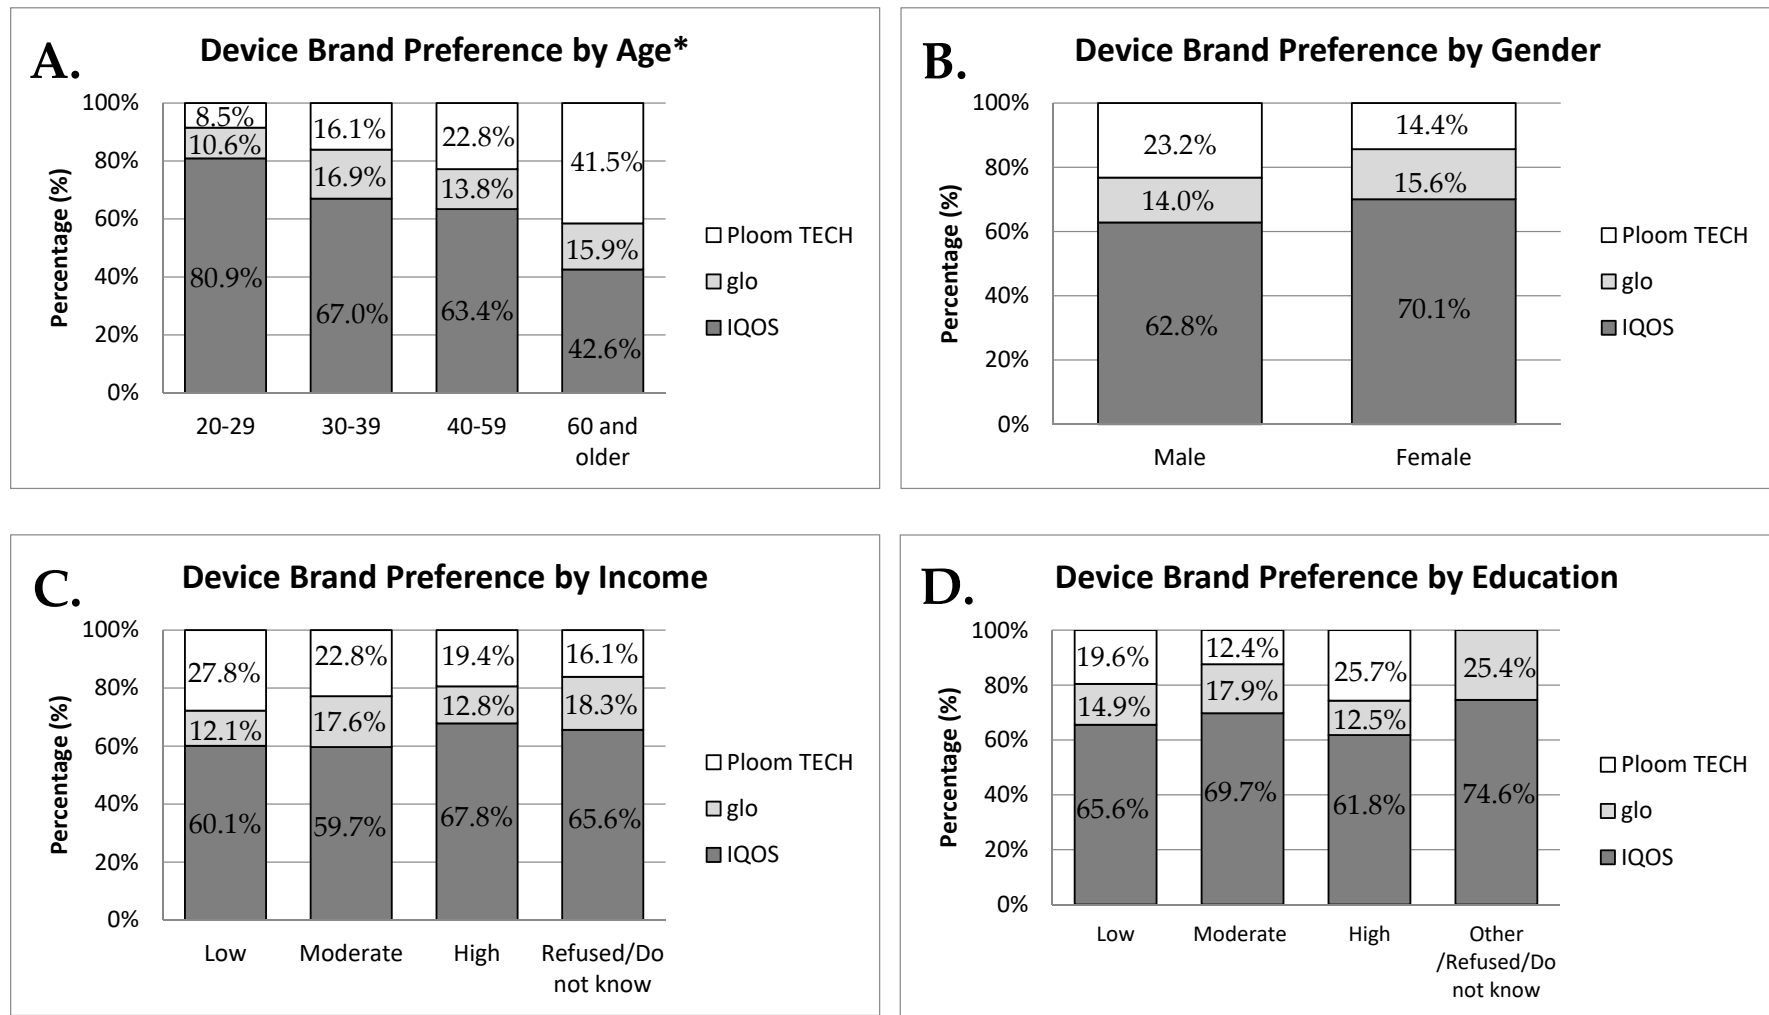 A.
Device Brand Preference by Age*
Percentage (%)
100%
80%
60%
40%
20%
0%
8.5%
10.6%
80.9%
16.1%
16.9%
67.0%
22.8%
13.8%
63.4%
41.5%
15.9%
42.6%
20-29
30-39
40-59
60 and
older
Ploom TECH
glo
IQOS
B.
Device Brand Preference by Gender
Percentage (%)
100%
80%
60%
40%
20%
0%
23.2%
14.0%
62.8%
14.4%
15.6%
70.1%
Male
Female
Ploom TECH
glo
IQOS
C.
Device Brand Preference by Income
Percentage (%)
100%
80%
60%
40%
20%
0%
27.8%
12.1%
60.1%
22.8%
17.6%
59.7%
19.4%
12.8%
67.8%
16.1%
18.3%
65.6%
Low
Moderate
High
Refused/Do
not know
Ploom TECH
glo
IQOS
D.
Device Brand Preference by Education
Percentage (%)
100%
80%
60%
40%
20%
0%
19.6%
14.9%
65.6%
12.4%
17.9%
69.7%
25.7%
12.5%
61.8%
25.4%
74.6%
Low
Moderate
High
Other
/Refused/Do
not know
Ploom TECH
glo
IQOS